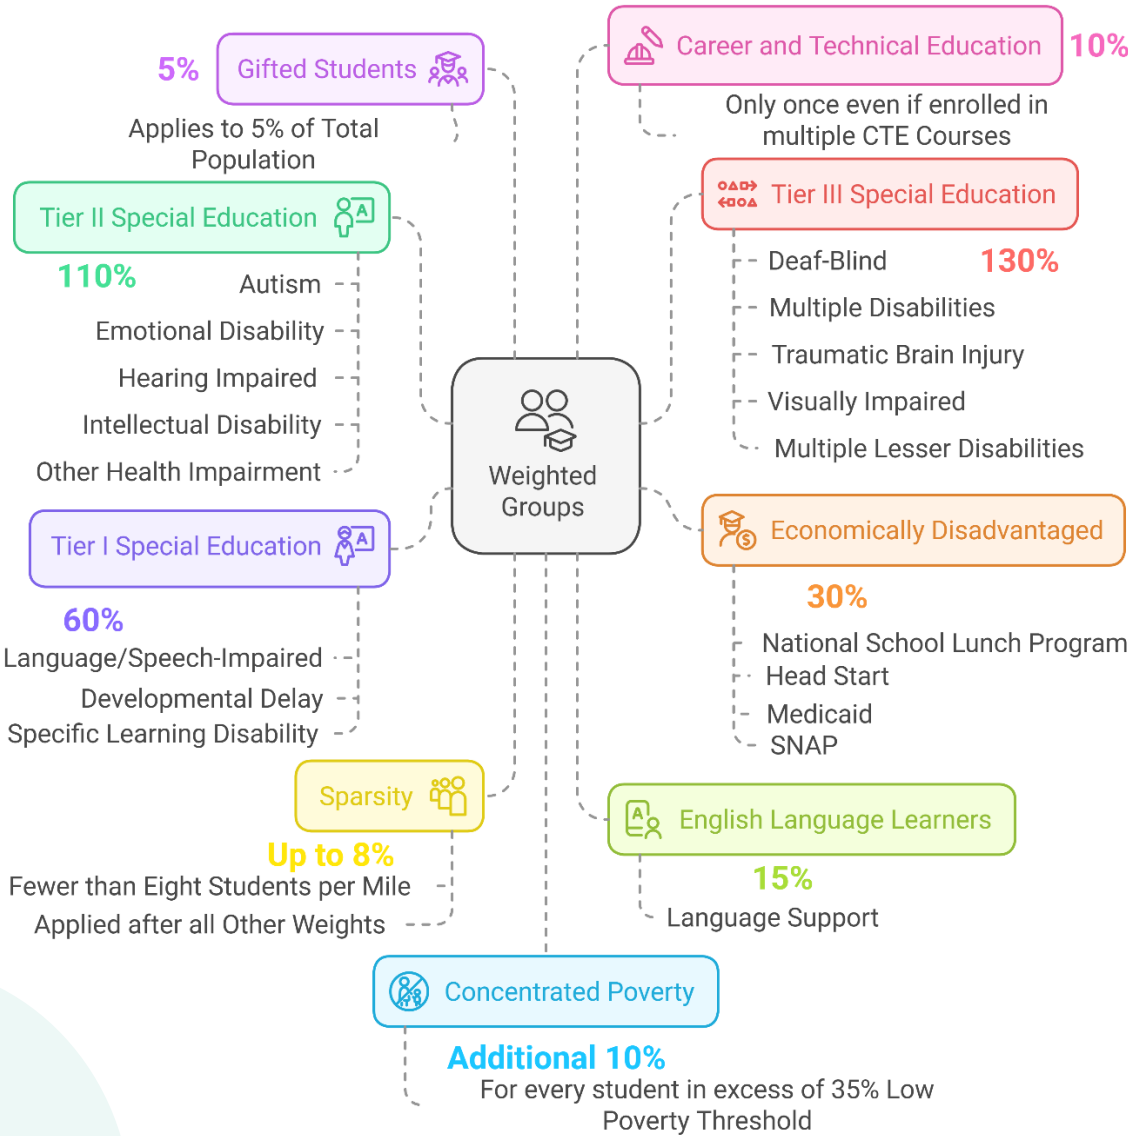 5%
Gifted Students
Applies to 5% of Total
Population
Career and Technical Education
10%
Only once even if enrolled in
multiple CTE Courses
Tier II Special Education
A
110%
Autism
Emotional Disability
Hearing Impaired
Intellectual Disability
Other Health Impairment
Tier III Special Education
130%
Deaf-Blind
Multiple Disabilities
Traumatic Brain Injury
Visually Impaired
Multiple Lesser Disabilities
Weighted
Groups
Tier I Special Education
A
60%
Language/Speech-Impaired
Developmental Delay
Specific Learning Disability
$
Economically Disadvantaged
30%
National School Lunch Program
Head Start
Medicaid
SNAP
Sparsity
Up to 8%
Fewer than Eight Students per Mile
Applied after all Other Weights
A
English Language Learners
15%
Language Support
Concentrated Poverty
Additional 10%
For every student in excess of 35% Low
Poverty Threshold